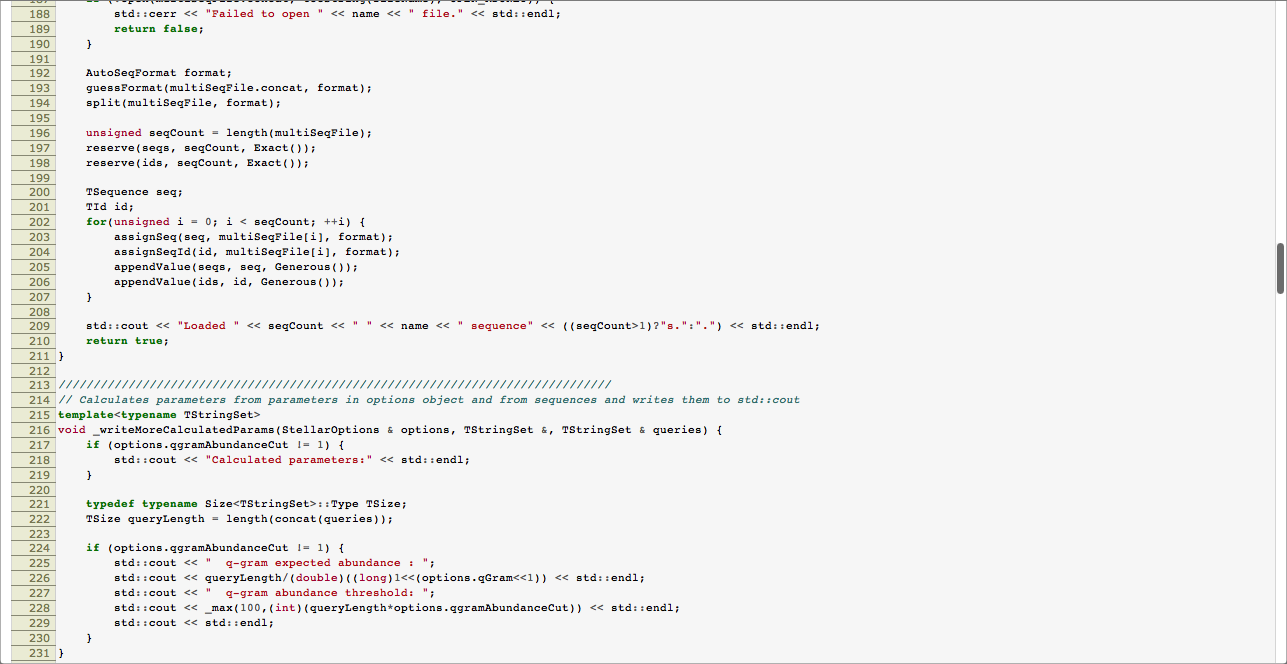 188 std::cerr << "Failed to open " << name << " file." << std::endl;
189 return false;
190 }
191
192 AutoSeqFormat format;
193 guessFormat(multiSeqFile.concat, format);
194 split(multiSeqFile, format);
195
196 unsigned seqCount = length(multiSeqFile);
197 reserve(seqs, seqCount, Exact());
198 reserve(ids, seqCount, Exact());
199
200 TSequence seq;
201 TId id;
202 for(unsigned i = 0; i < seqCount; ++i) {
203 assignSeq(seq, multiSeqFile[i], format);
204 assignSeqId(id, multiSeqFile[i], format);
205 appendValue(seqs, seq, Generous());
206 appendValue(ids, id, Generous());
207 }
208
209 std::cout << "Loaded " << seqCount << " " << name << " sequence" << ((seqCount>1)?"s.":".") << std::endl;
210 return true;
211 }
212
213 ///////////////////////////////////////////////////////////////////////////////
214 // Calculates parameters from parameters in options object and from sequences and writes them to std::cout
215 template<typename TStringSet>
216 void _writeMoreCalculatedParams(StellarOptions & options, TStringSet &, TStringSet & queries) {
217 if (options.qgramAbundanceCut != 1) {
218 std::cout << "Calculated parameters:" << std::endl;
219 }
220
221 typedef typename Size<TStringSet>::Type TSize;
222 TSize queryLength = length(concat(queries));
223
224 if (options.qgramAbundanceCut != 1) {
225 std::cout << "  q-gram expected abundance : ";
226 std::cout << queryLength/(double)((long)1<<(options.qGram<<1)) << std::endl;
227 std::cout << "  q-gram abundance threshold: ";
228 std::cout << _max(100,(int)(queryLength*options.qgramAbundanceCut)) << std::endl;
229 std::cout << std::endl;
230 }
231 }